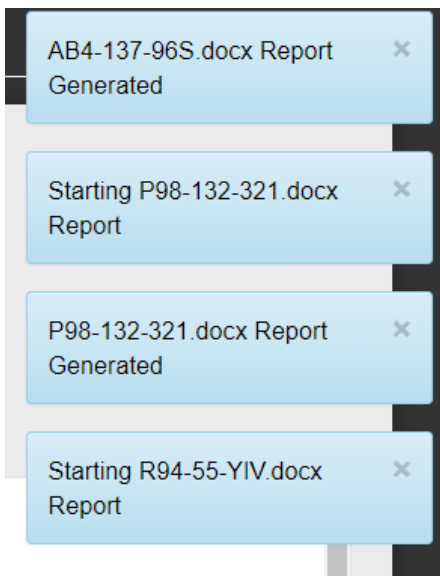 AB4-137-96S.docx Report
Generated
Starting P98-132-321.docx
Report
P98-132-321.docx Report
Generated
Starting R94-55-YIV.docx
Report